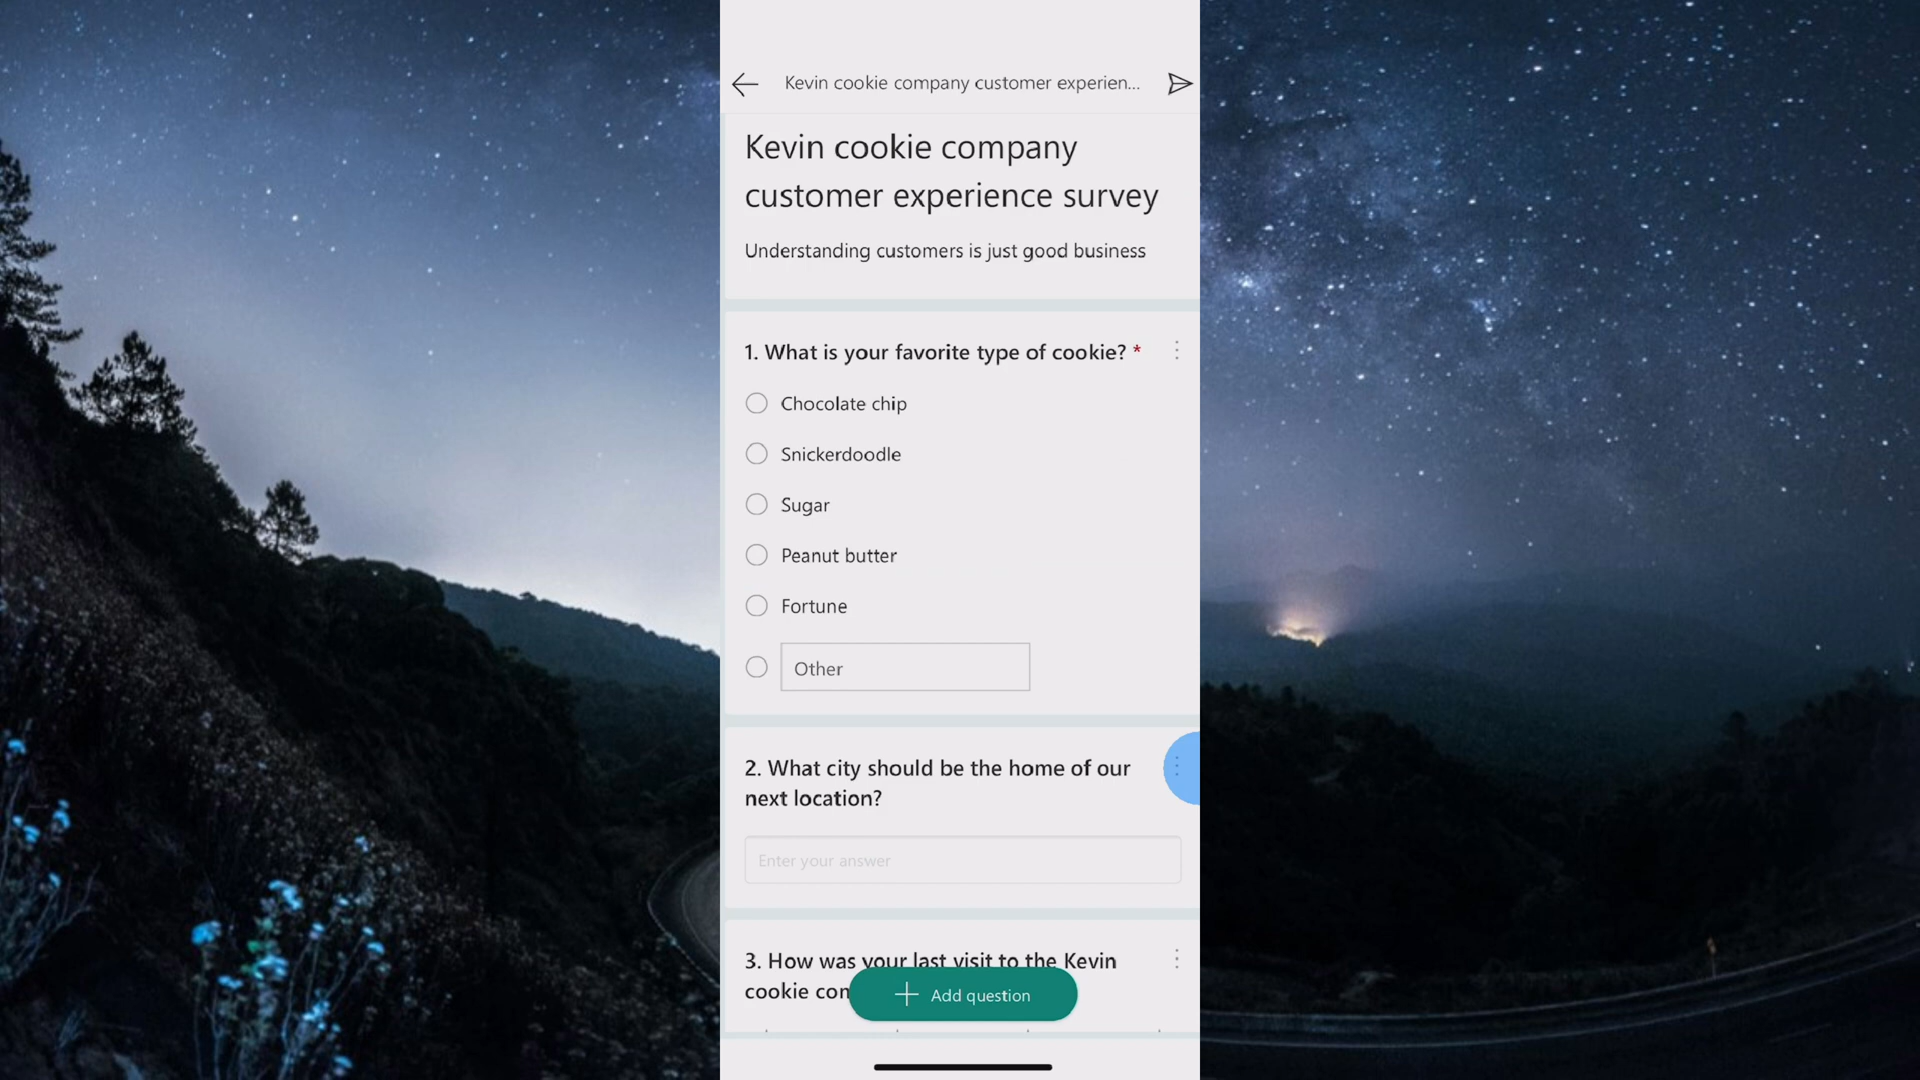 Kevin cookie company customer experien...
Kevin cookie company
customer experience survey
Understanding customers is just good business
1. What is your favorite type of cookie? *
Chocolate chip
Snickerdoodle
Sugar
Peanut butter
Fortune
Other
2. What city should be the home of our
next location?
Enter your answer
3. How was your last visit to the Kevin
cookie con
Add question